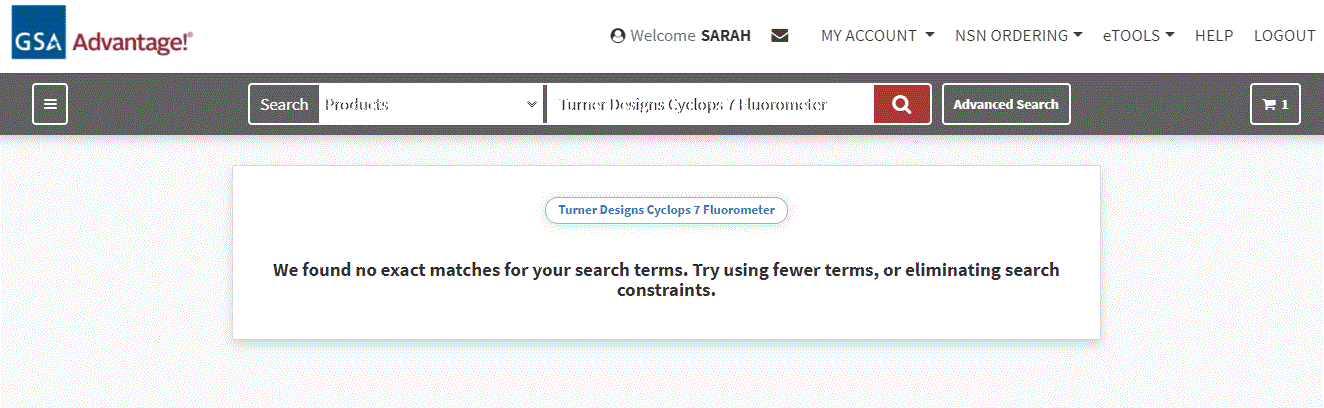 GSA Advantage!®
Welcome SARAH MY ACCOUNT NSN ORDERING eTOOLS HELP LOGOUT
Search Products Turner Designs Cyclops 7 Fluorometer Advanced Search 1
Turner Designs Cyclops 7 Fluorometer
We found no exact matches for your search terms. Try using fewer terms, or eliminating search
constraints.